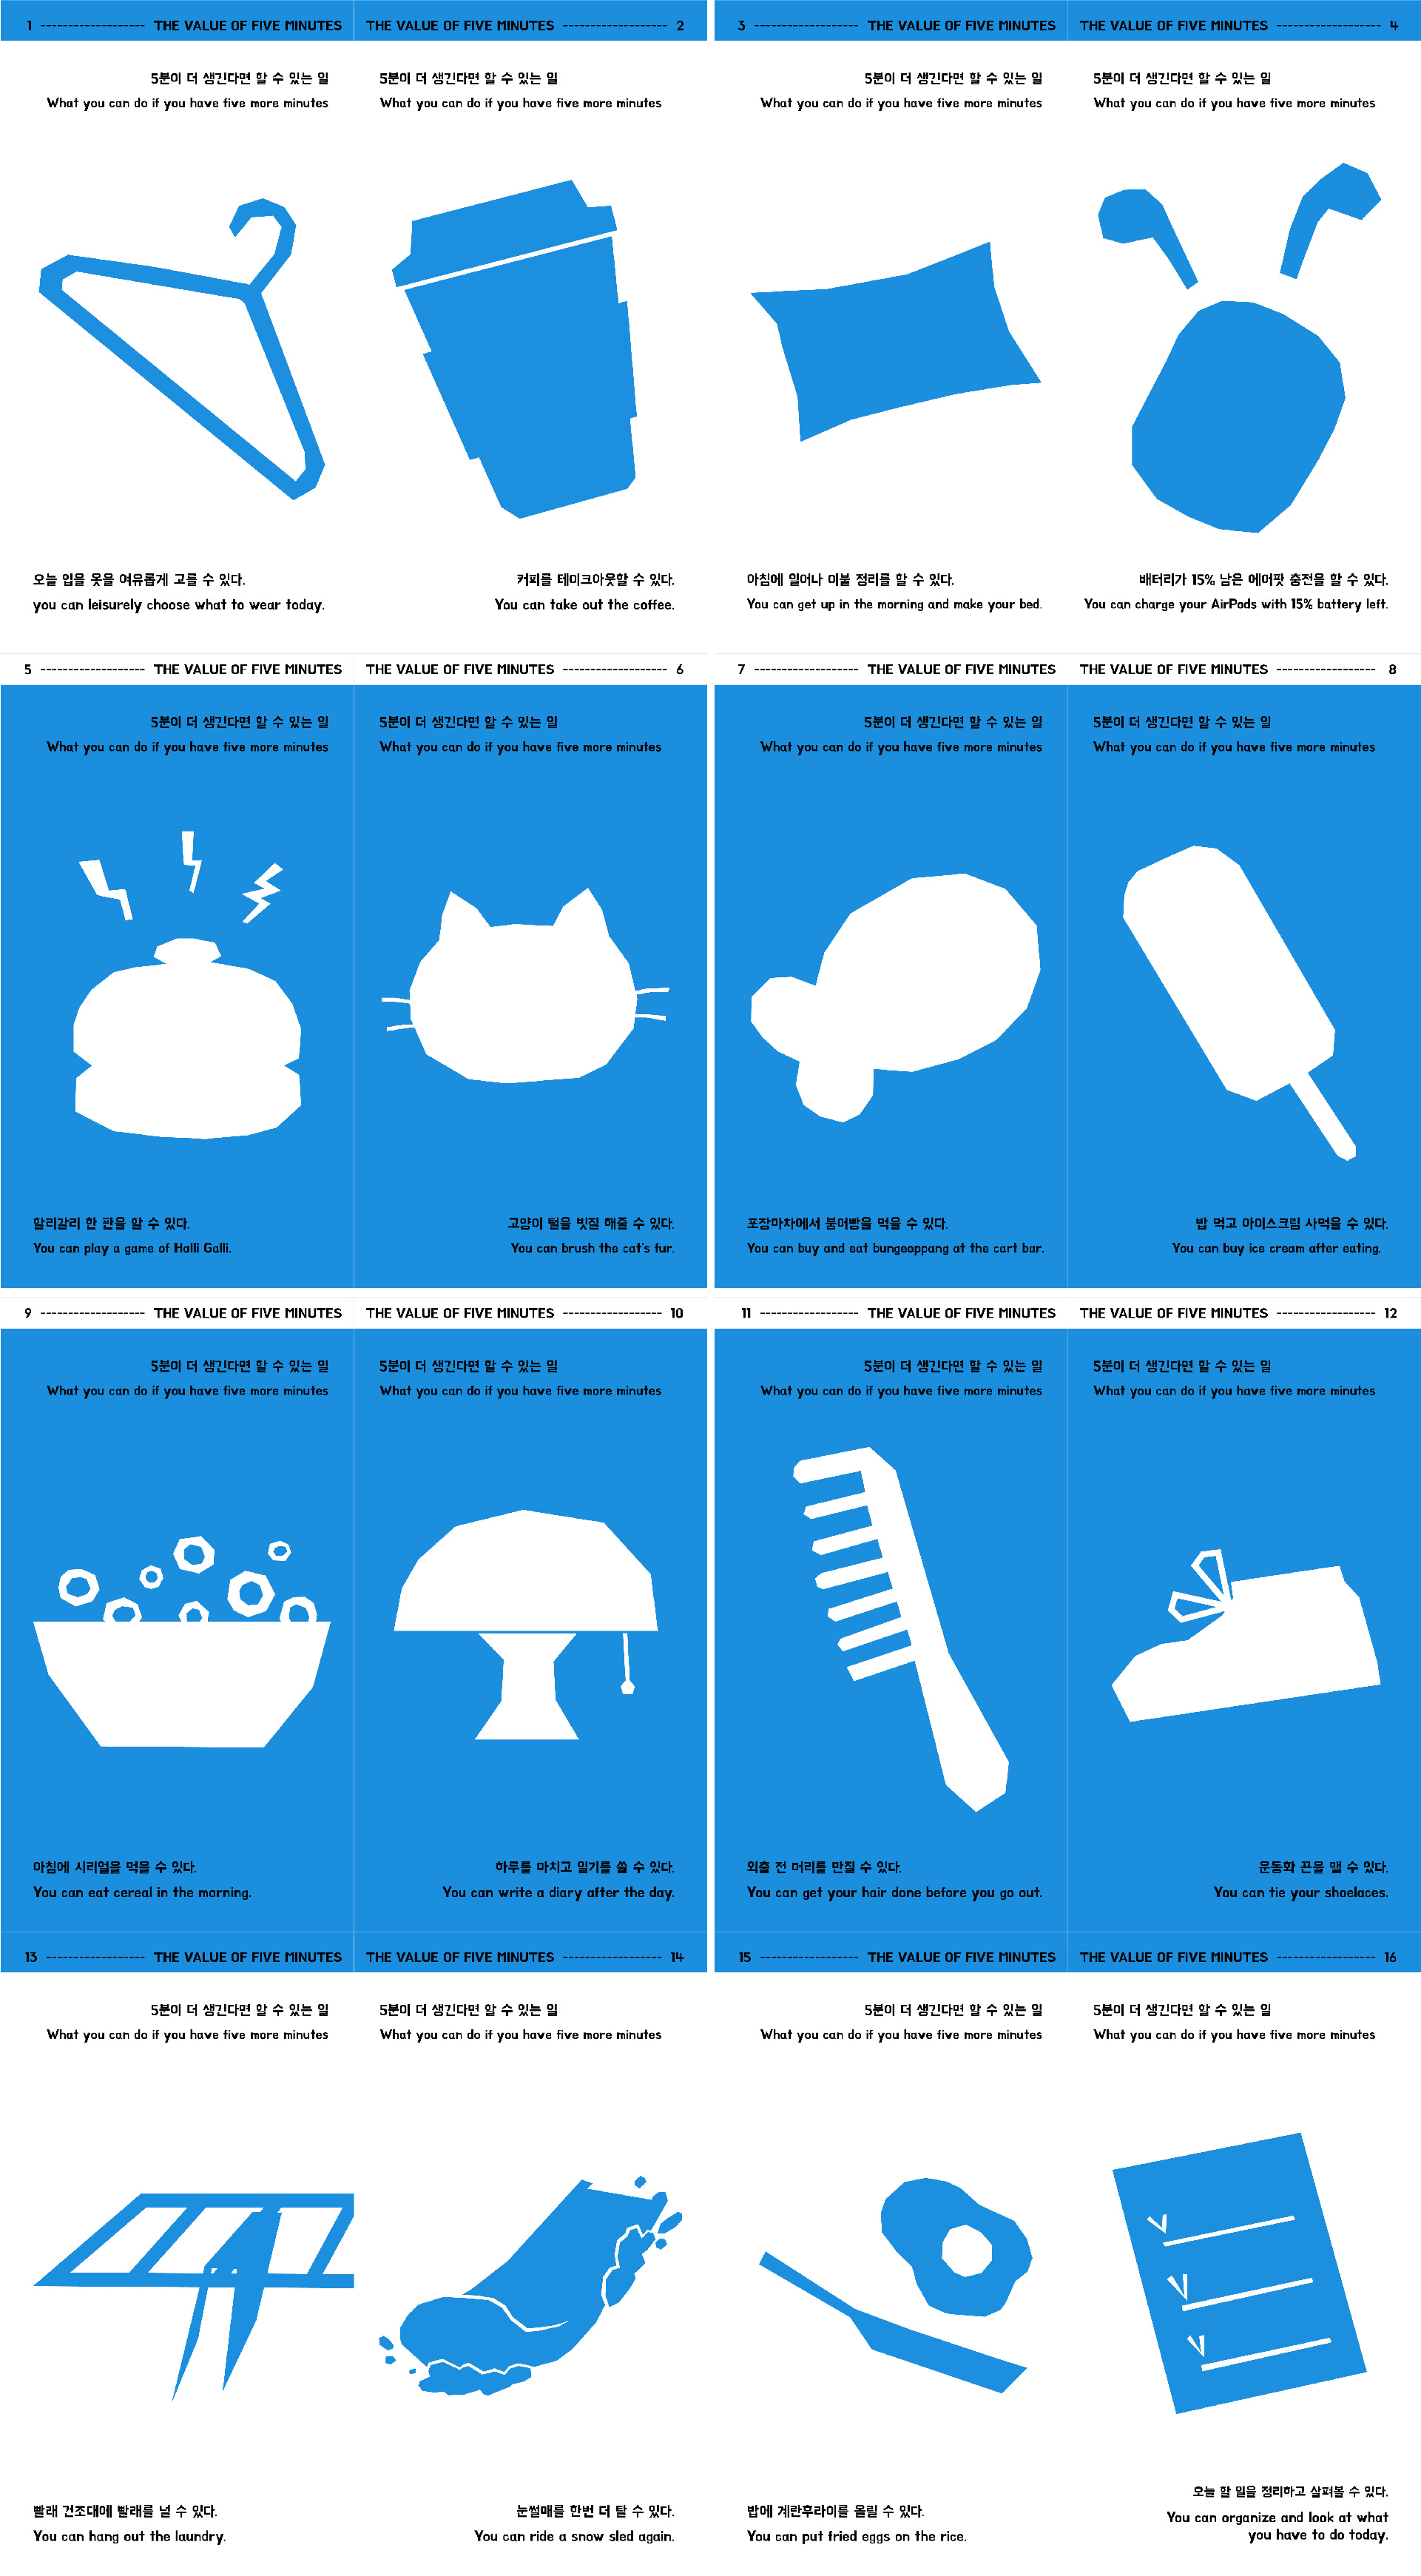 1 ------------------- THE VALUE OF FIVE MINUTES
5분이 더 생긴다면 할 수 있는 일
What you can do if you have five more minutes
오늘 입을 옷을 여유롭게 고를 수 있다.
you can leisurely choose what to wear today.
THE VALUE OF FIVE MINUTES ------------------- 2
5분이 더 생긴다면 할 수 있는 일
What you can do if you have five more minutes
커피를 테이크아웃할 수 있다.
You can take out the coffee.
3 ------------------- THE VALUE OF FIVE MINUTES
5분이 더 생긴다면 할 수 있는 일
What you can do if you have five more minutes
아침에 일어나 이불 정리를 할 수 있다.
You can get up in the morning and make your bed.
THE VALUE OF FIVE MINUTES ------------------- 4
5분이 더 생긴다면 할 수 있는 일
What you can do if you have five more minutes
배터리가 15% 남은 에어팟 충전을 할 수 있다.
You can charge your AirPods with 15% battery left.
5 ------------------- THE VALUE OF FIVE MINUTES
5분이 더 생긴다면 할 수 있는 일
What you can do if you have five more minutes
할리갈리 한 판을 할 수 있다.
You can play a game of Halli Galli.
THE VALUE OF FIVE MINUTES ------------------- 6
5분이 더 생긴다면 할 수 있는 일
What you can do if you have five more minutes
고양이 털을 빗질 해줄 수 있다.
You can brush the cat's fur.
7 ------------------- THE VALUE OF FIVE MINUTES
5분이 더 생긴다면 할 수 있는 일
What you can do if you have five more minutes
포장마차에서 붕어빵을 먹을 수 있다.
You can buy and eat bungeoppang at the cart bar.
THE VALUE OF FIVE MINUTES ------------------ 8
5분이 더 생긴다면 할 수 있는 일
What you can do if you have five more minutes
밥 먹고 아이스크림 사먹을 수 있다.
You can buy ice cream after eating.
9 ------------------- THE VALUE OF FIVE MINUTES
5분이 더 생긴다면 할 수 있는 일
What you can do if you have five more minutes
아침에 시리얼을 먹을 수 있다.
You can eat cereal in the morning.
THE VALUE OF FIVE MINUTES ------------------ 10
5분이 더 생긴다면 할 수 있는 일
What you can do if you have five more minutes
하루를 마치고 일기를 쓸 수 있다.
You can write a diary after the day.
11 ------------------ THE VALUE OF FIVE MINUTES
5분이 더 생긴다면 할 수 있는 일
What you can do if you have five more minutes
외출 전 머리를 만질 수 있다.
You can get your hair done before you go out.
THE VALUE OF FIVE MINUTES ------------------ 12
5분이 더 생긴다면 할 수 있는 일
What you can do if you have five more minutes
운동화 끈을 맬 수 있다.
You can tie your shoelaces.
13 ------------------ THE VALUE OF FIVE MINUTES
5분이 더 생긴다면 할 수 있는 일
What you can do if you have five more minutes
빨래 건조대에 빨래를 널 수 있다.
You can hang out the laundry.
THE VALUE OF FIVE MINUTES ------------------ 14
5분이 더 생긴다면 할 수 있는 일
What you can do if you have five more minutes
눈썰매를 한번 더 탈 수 있다.
You can ride a snow sled again.
15 ------------------ THE VALUE OF FIVE MINUTES
5분이 더 생긴다면 할 수 있는 일
What you can do if you have five more minutes
밥에 계란후라이를 올릴 수 있다.
You can put fried eggs on the rice.
THE VALUE OF FIVE MINUTES ------------------ 16
5분이 더 생긴다면 할 수 있는 일
What you can do if you have five more minutes
오늘 할 일을 정리하고 살펴볼 수 있다.
You can organize and look at what
you have to do today.